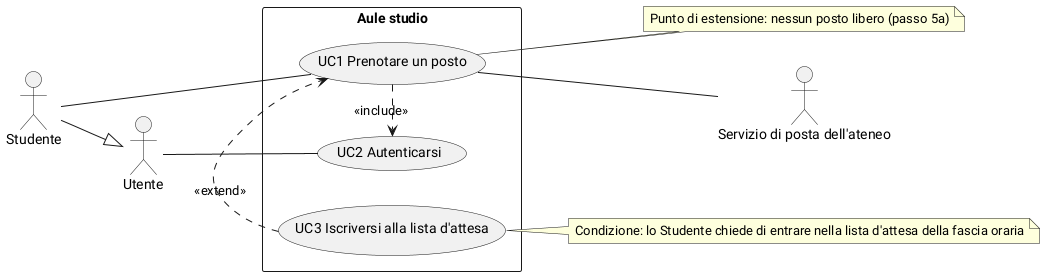 Aule studio
Punto di estensione: nessun posto libero (passo 5a)
UC1 Prenotare un posto
«include»
Studente
Servizio di posta dell'ateneo
UC2 Autenticarsi
Utente
«extend»
UC3 Iscriversi alla lista d'attesa
Condizione: lo Studente chiede di entrare nella lista d'attesa della fascia oraria